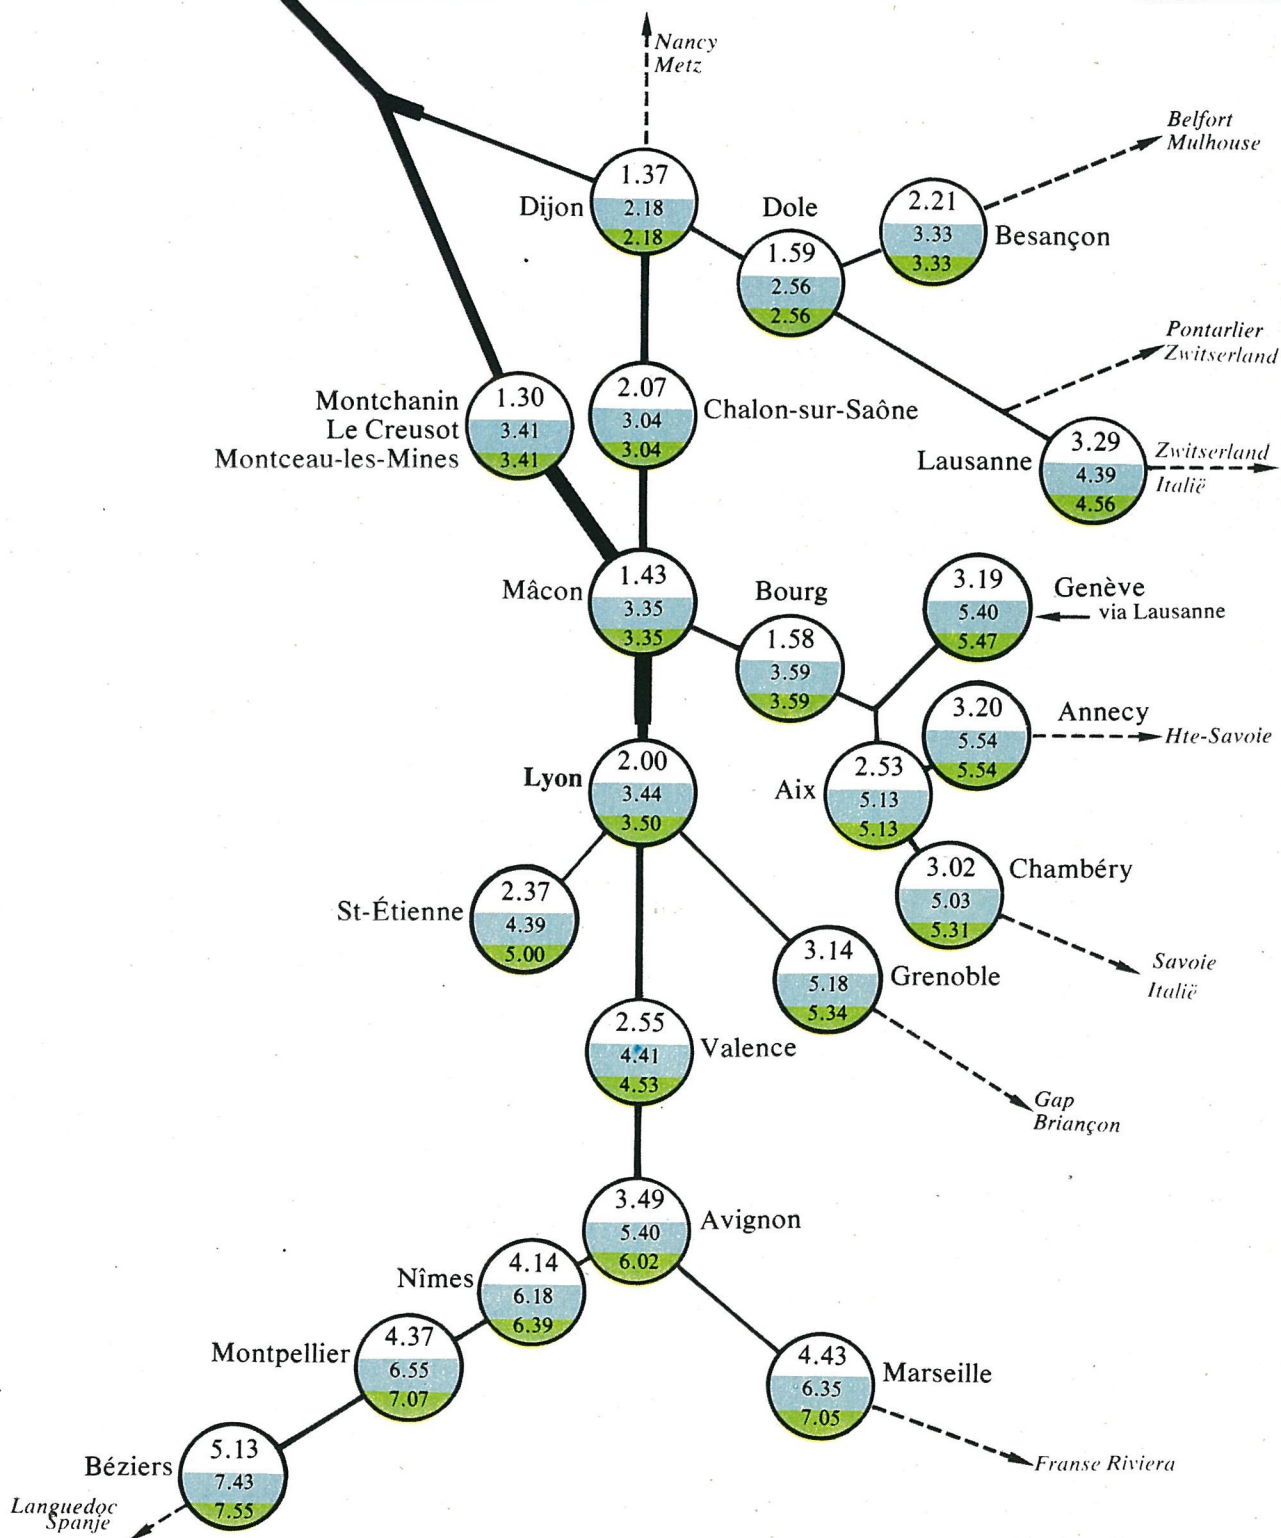 Nancy
Metz
Belfort
Mulhouse
Dijon
1.37
2.18
2.18
Dole
1.59
2.56
2.56
2.21
3.33
3.33
Besançon
Pontarlier
Zwitserland
Montchanin
Le Creusot
Montceau-les-Mines
1.30
3.41
3.41
2.07
3.04
3.04
Chalon-sur-Saône
Lausanne
3.29
4.39
4.56
Zwitserland
Italië
Mâcon
1.43
3.35
3.35
Bourg
1.58
3.59
3.59
3.19
5.40
5.47
Genève
via Lausanne
3.20
5.54
5.54
Annecy
Hte-Savoie
Lyon
2.00
3.44
3.50
Aix
2.53
5.13
5.13
3.02
5.03
5.31
Chambéry
Savoie
Italië
St-Étienne
2.37
4.39
5.00
3.14
5.18
5.34
Grenoble
Gap
Briançon
2.55
4.41
4.53
Valence
3.49
5.40
6.02
Avignon
Nîmes
4.14
6.18
6.39
Montpellier
4.37
6.55
7.07
4.43
6.35
7.05
Marseille
Franse Riviera
Béziers
5.13
7.43
7.55
Languedoc
Spanje